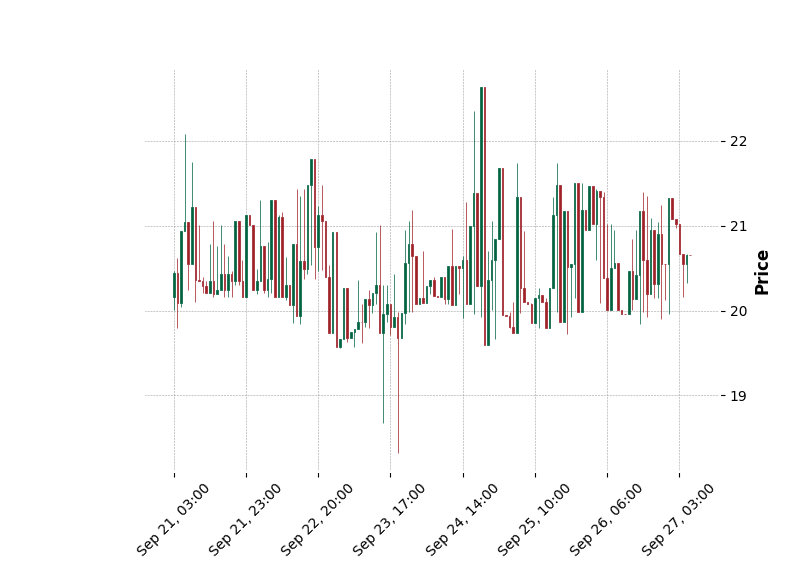 22
21
20
19
Price
Sep 21, 03:00
Sep 21, 23:00
Sep 22, 20:00
Sep 23, 17:00
Sep 24, 14:00
Sep 25, 10:00
Sep 26, 06:00
Sep 27, 03:00